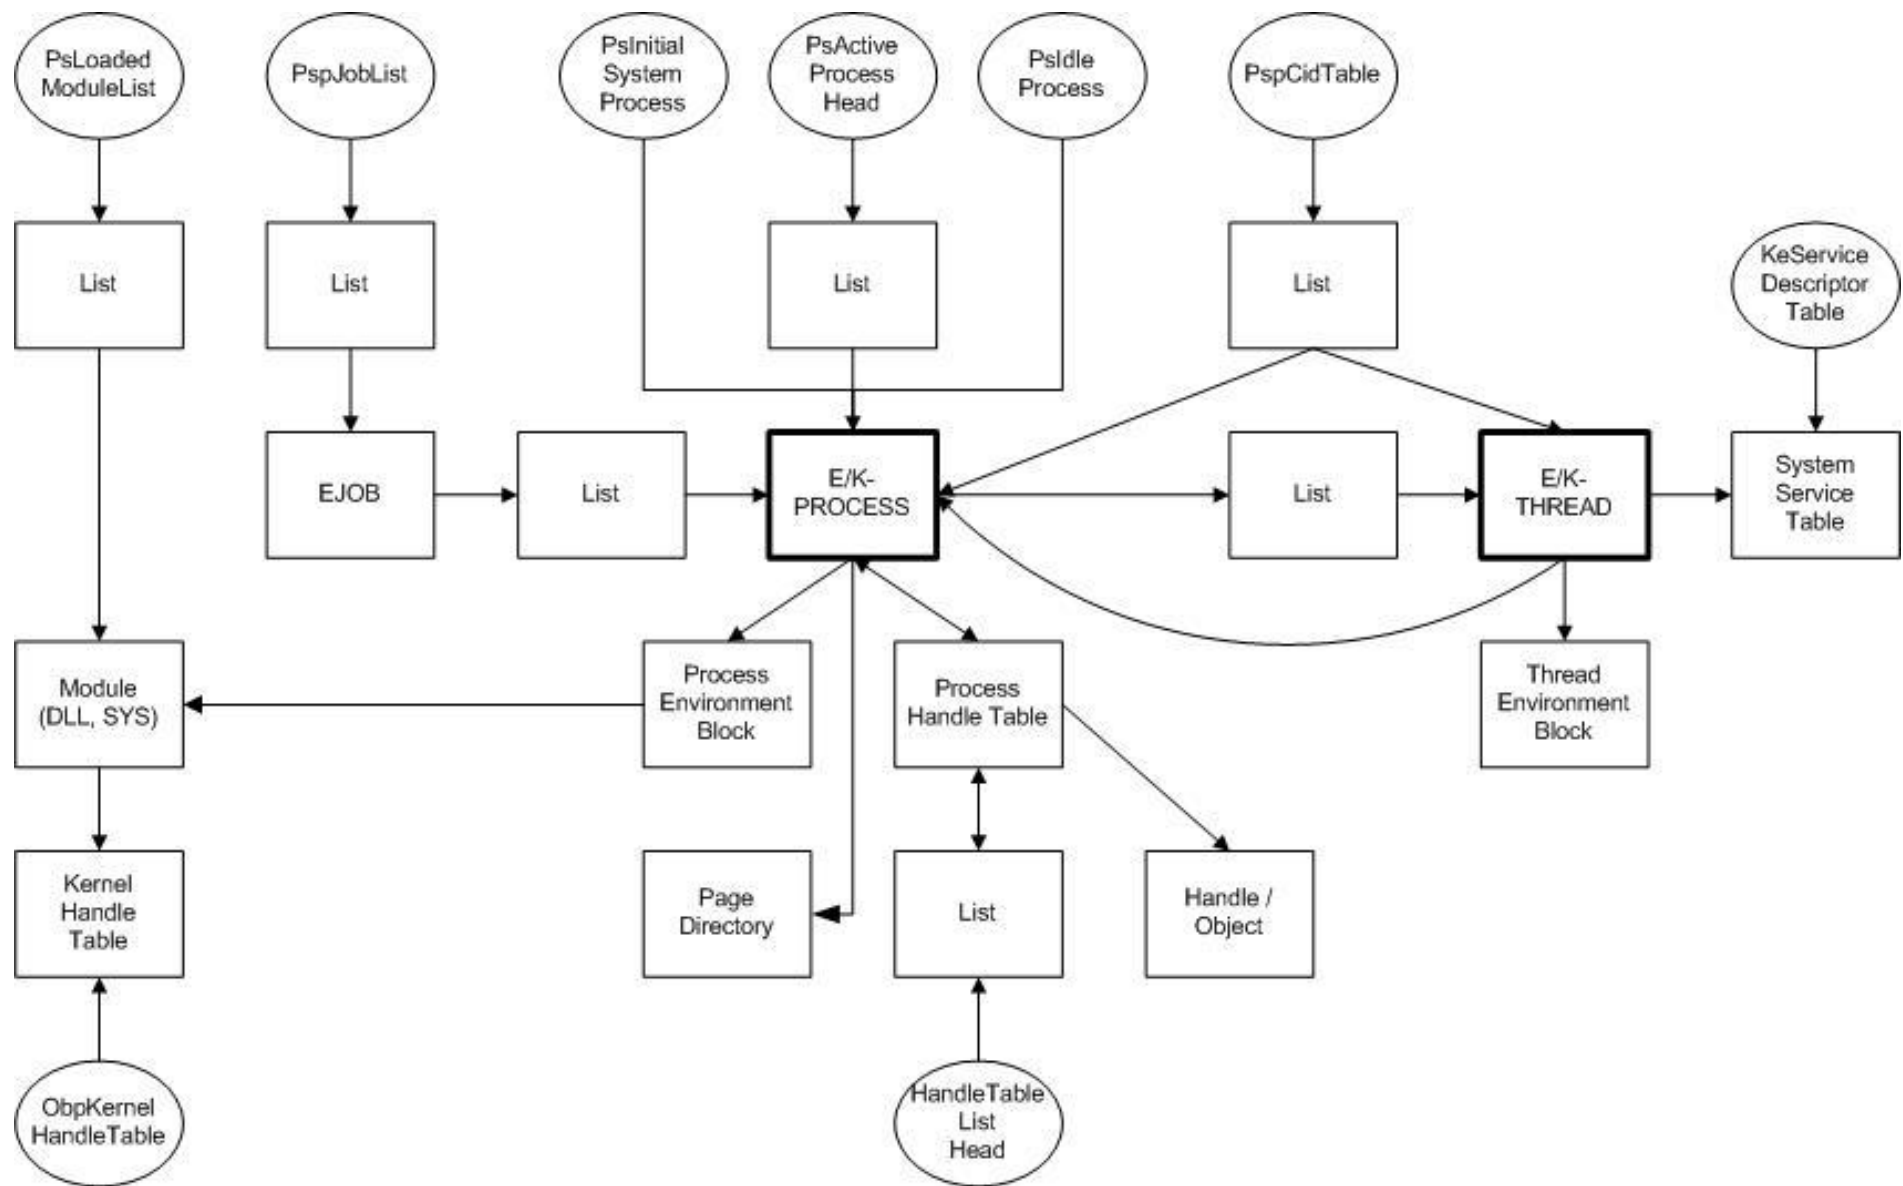 PsLoaded
ModuleList
PspJobList
PsInitial
System
Process
PsActive
Process
Head
PsIdle
Process
PspCidTable
List
List
List
List
KeService
Descriptor
Table
EJOB
List
E/K-
PROCESS
List
E/K-
THREAD
System
Service
Table
Module
(DLL, SYS)
Process
Environment
Block
Process
Handle Table
Thread
Environment
Block
Kernel
Handle
Table
Page
Directory
List
Handle /
Object
ObpKernel
HandleTable
HandleTable
List
Head